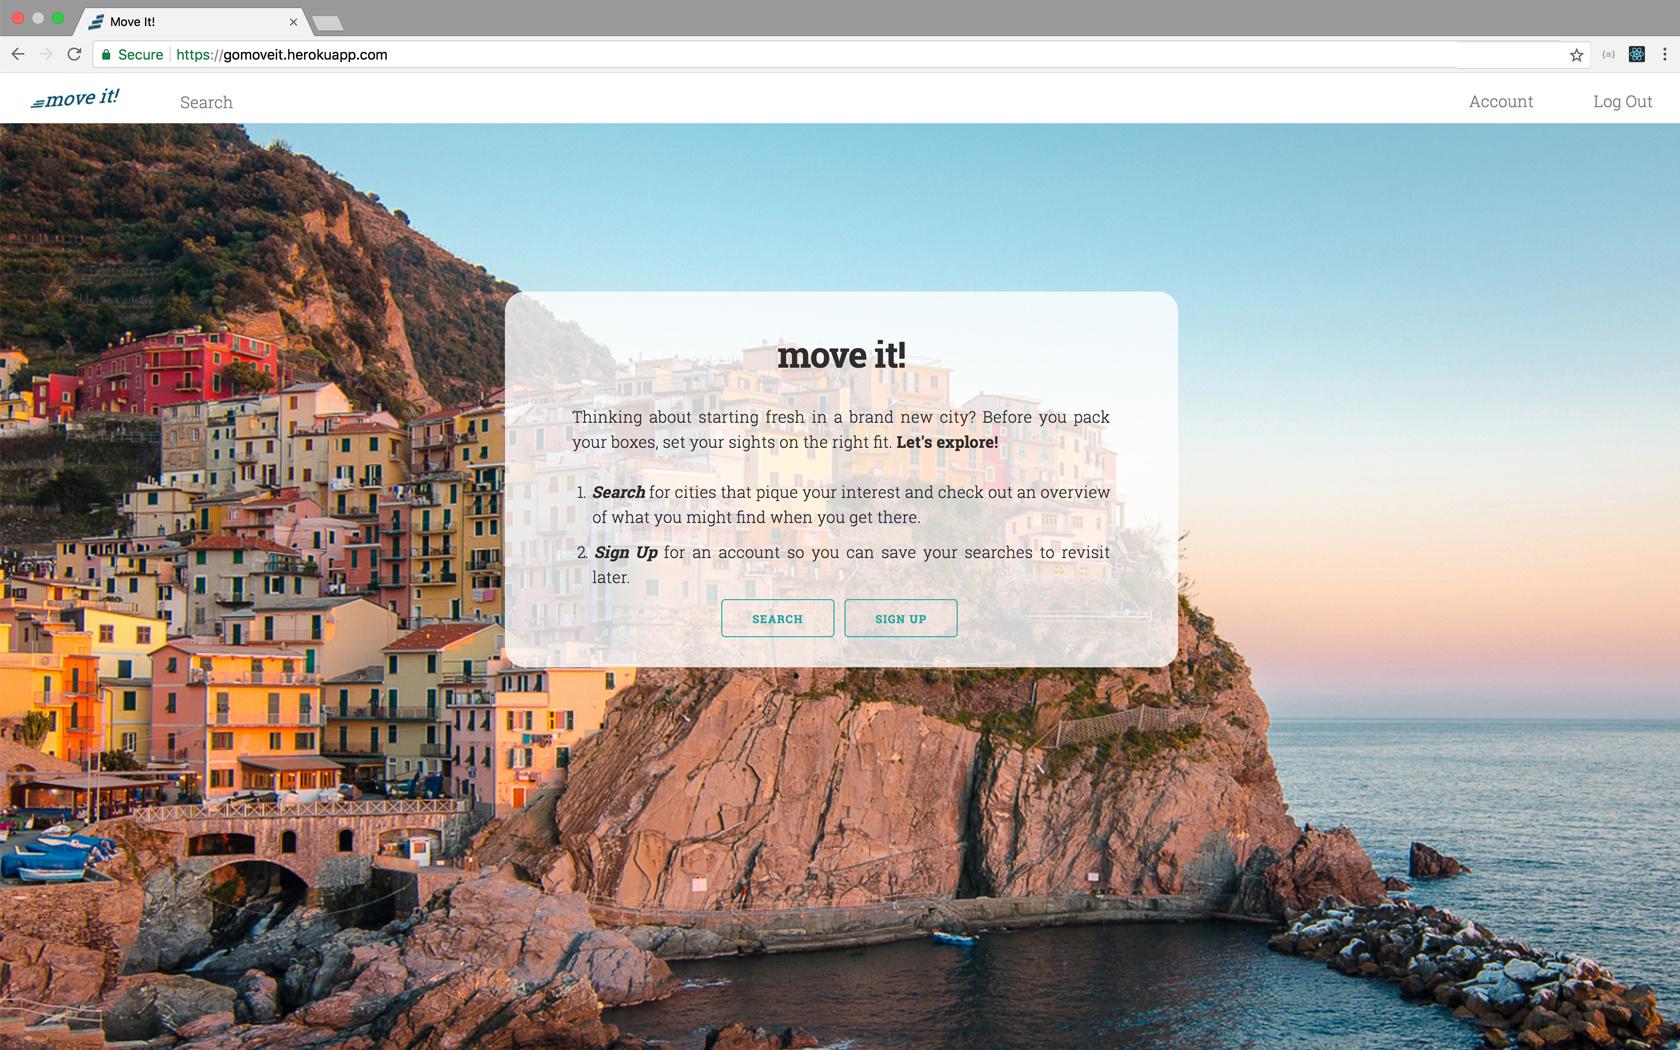 Move It!
Secure https://gomoveit.herokuapp.com
move it! Search Account Log Out
move it!
Thinking about starting fresh in a brand new city? Before you pack
your boxes, set your sights on the right fit. Let's explore!
1. Search for cities that pique your interest and check out an overview
of what you might find when you get there.
2. Sign Up for an account so you can save your searches to revisit
later.
SEARCH SIGN UP